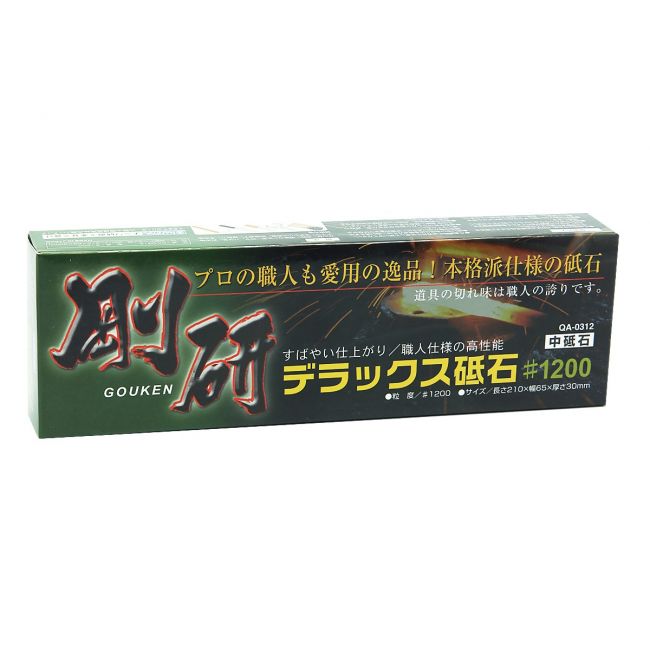 プロの職人も愛用の逸品！本格派仕様の砥石
道具の切れ味は職人の誇りです。
剛研
GOUKEN
QA-0312
中砥石
すばやい仕上がり／職人仕様の高性能
デラックス砥石 #1200
●粒 度／#1200 ●サイズ／長さ210×幅65×厚さ30mm